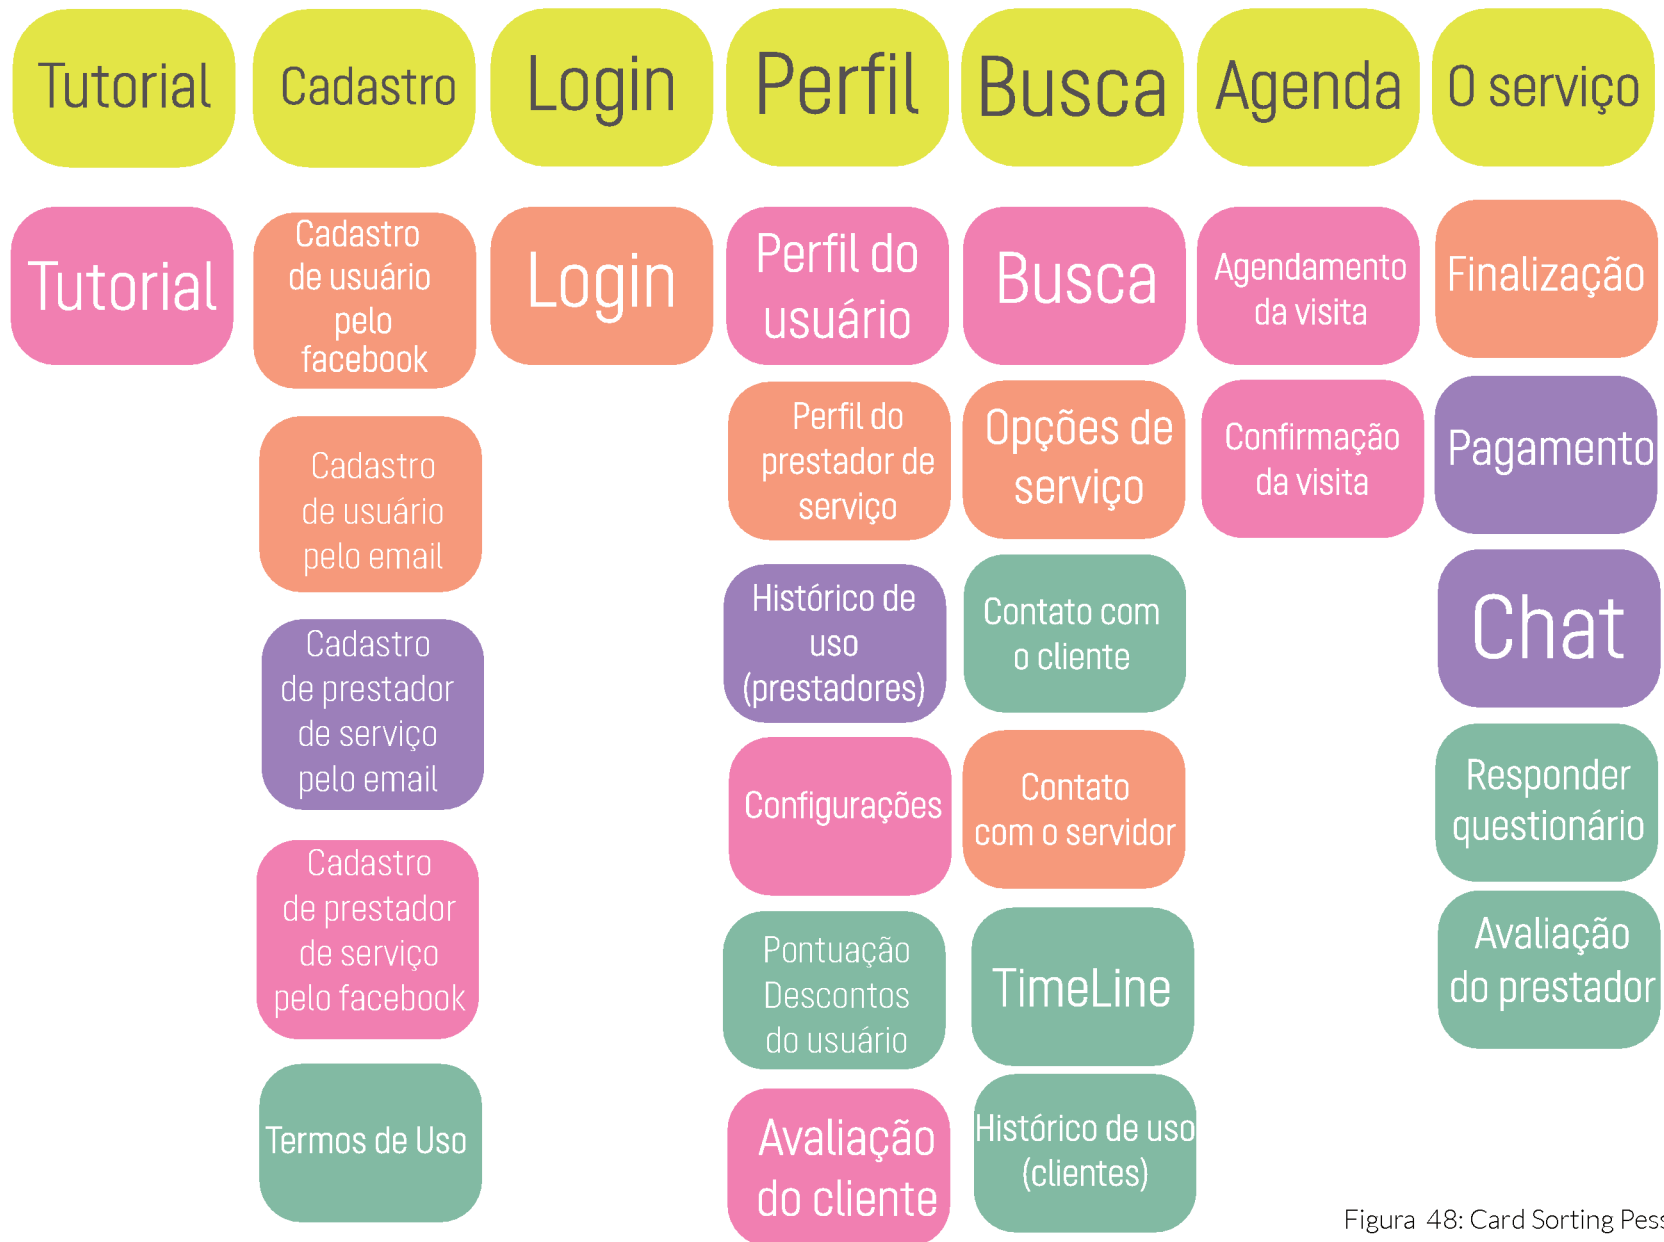 Tutorial
Cadastro
Login
Perfil
Busca
Agenda
O serviço
Tutorial
Cadastro
de usuário
pelo
facebook
Cadastro
de usuário
pelo email
Cadastro
de prestador
de serviço
pelo email
Cadastro
de prestador
de serviço
pelo facebook
Termos de Uso
Login
Perfil do
usuário
Perfil do
prestador de
serviço
Histórico de
uso
(prestadores)
Configurações
Pontuação
Descontos
do usuário
Avaliação
do cliente
Busca
Opções de
serviço
Contato com
o cliente
Contato
com o servidor
TimeLine
Histórico de uso
(clientes)
Agendamento
da visita
Confirmação
da visita
Finalização
Pagamento
Chat
Responder
questionário
Avaliação
do prestador
Figura 48: Card Sorting